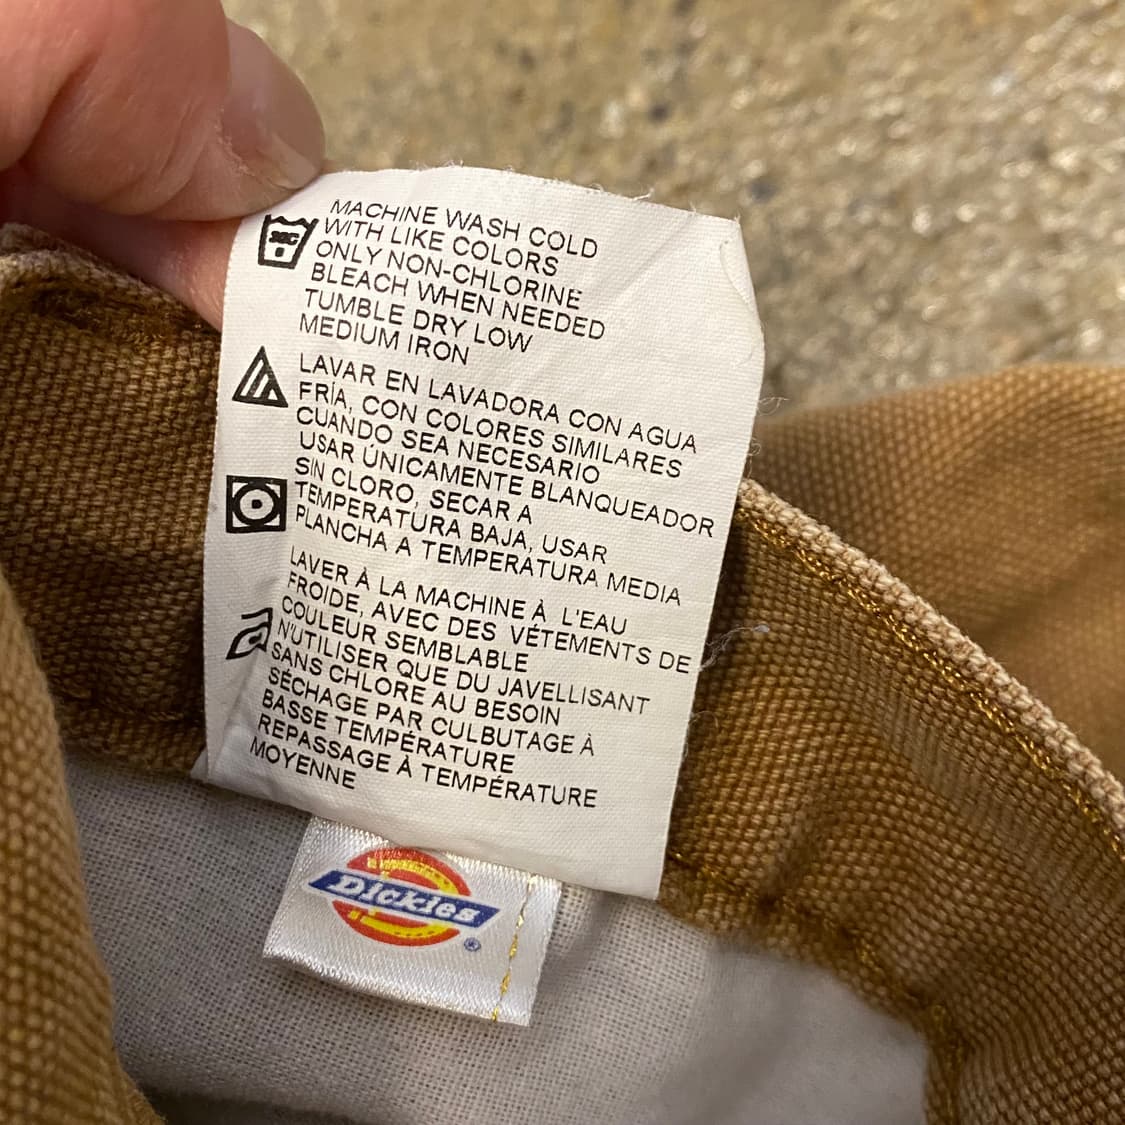 MACHINE WASH COLD
WITH LIKE COLORS
ONLY NON-CHLORINE
BLEACH WHEN NEEDED
TUMBLE DRY LOW
MEDIUM IRON
LAVAR EN LAVADORA CON AGUA
FRÍA, CON COLORES SIMILARES
CUANDO SEA NECESARIO
USAR ÚNICAMENTE BLANQUEADOR
SIN CLORO, SECAR A
TEMPERATURA BAJA, USAR
PLANCHA A TEMPERATURA MEDIA
LAVER À LA MACHINE À L'EAU
FROIDE, AVEC DES VÉTEMENTS DE
COULEUR SEMBLABLE
N'UTILISER QUE DU JAVELLISANT
SANS CHLORE AU BESOIN
SÉCHAGE PAR CULBUTAGE À
BASSE TEMPÉRATURE
REPASSAGE À TEMPÉRATURE
MOYENNE
Dickies®